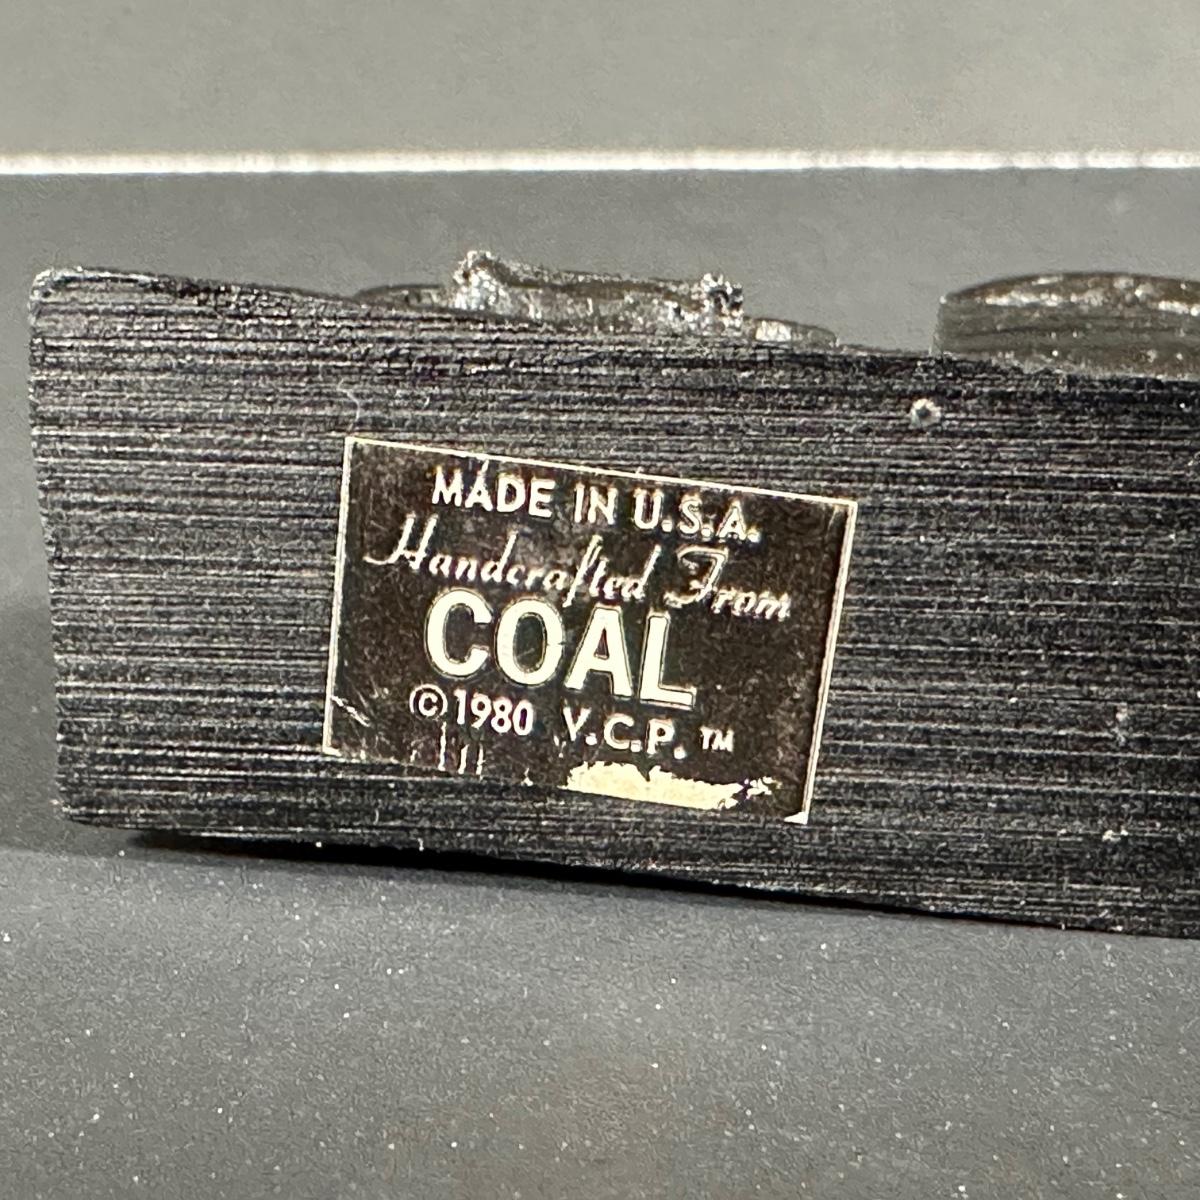 MADE IN U.S.A.
Handcrafted From
COAL
©1980 V.C.P.™